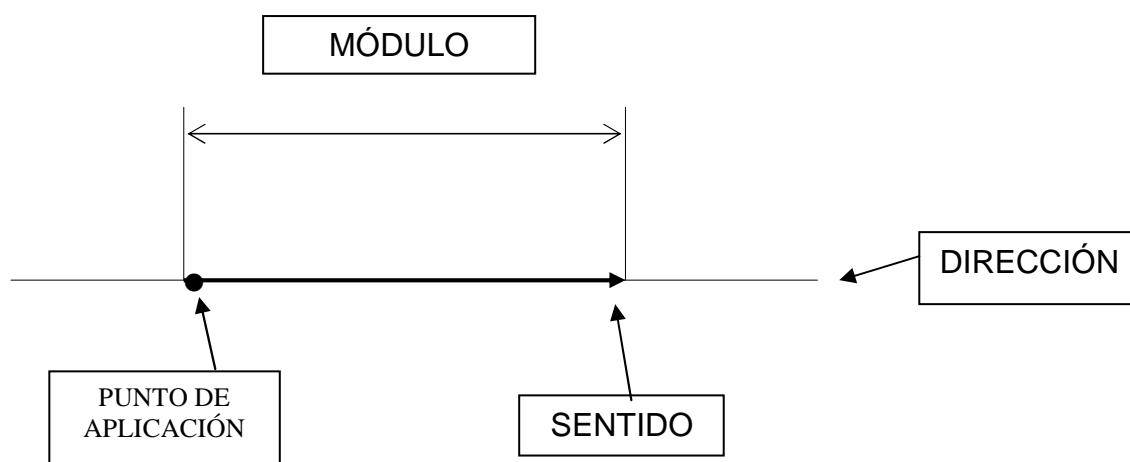 MÓDULO
DIRECCIÓN
PUNTO DE
APLICACIÓN
SENTIDO